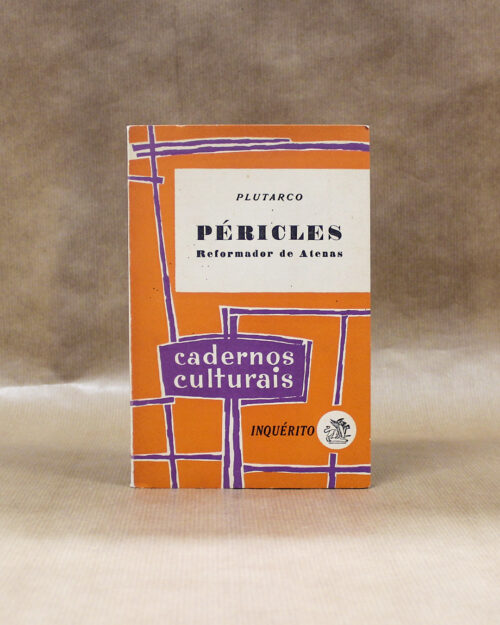 PLUTARCO
PÉRICLES
Reformador de Atenas
cadernos
culturais
INQUÉRITO